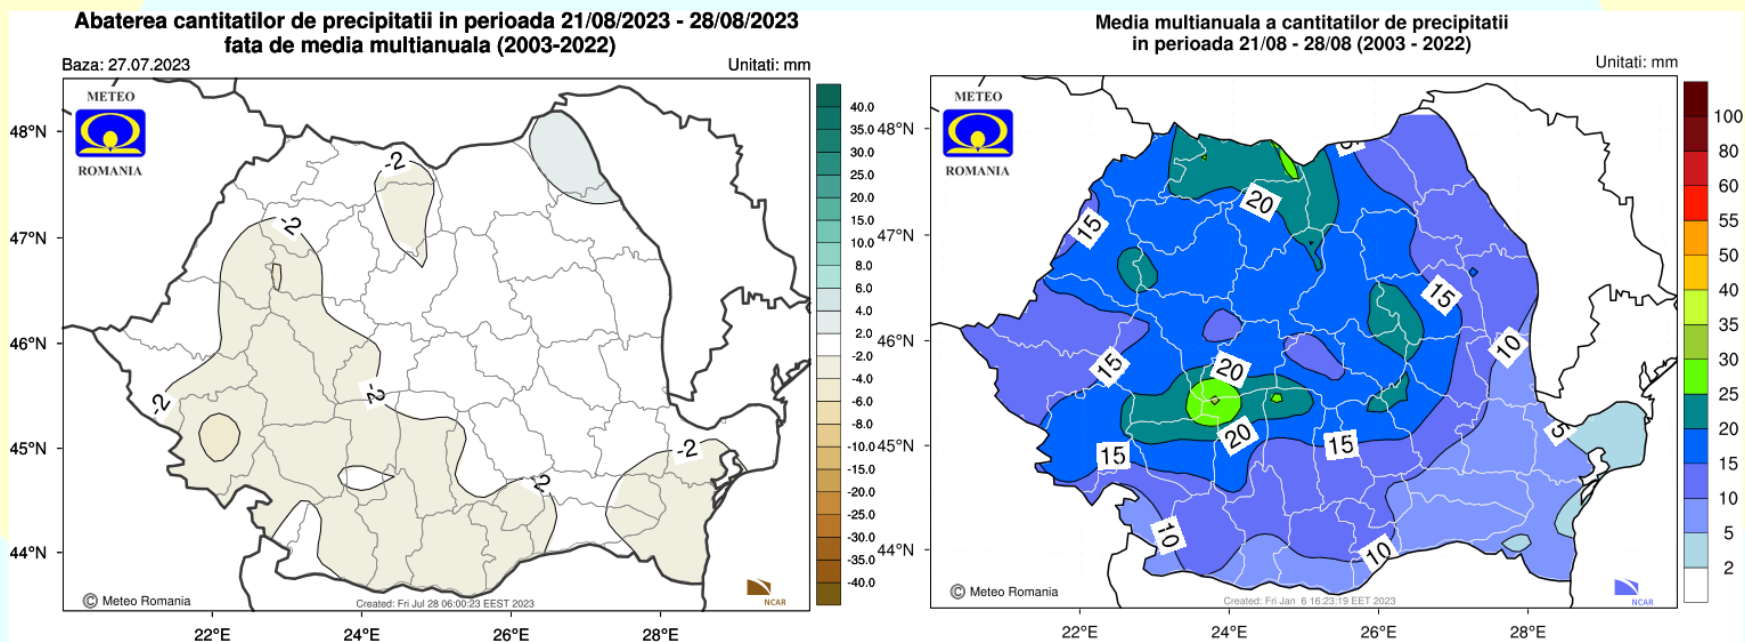 Abaterea cantitatilor de precipitatii in perioada 21/08/2023 - 28/08/2023
fata de media multianuala (2003-2022)
Baza: 27.07.2023
Unitati: mm
METEO
ROMANIA
48°N
47°N
46°N
45°N
44°N
22°E
24°E
26°E
28°E
-2
-2
-2
-2
-2
-2
40.0
35.0
30.0
25.0
20.0
15.0
10.0
8.0
6.0
4.0
2.0
-2.0
-4.0
-6.0
-8.0
-10.0
-15.0
-20.0
-25.0
-30.0
-35.0
-40.0
© Meteo Romania
Created: Fri Jul 28 06:00:23 EEST 2023
NCAR
Media multianuala a cantitatilor de precipitatii
in perioada 21/08 - 28/08 (2003 - 2022)
Unitati: mm
METEO
ROMANIA
48°N
47°N
46°N
45°N
44°N
22°E
24°E
26°E
28°E
20
15
15
10
15
20
5
20
15
15
10
10
100
80
60
55
50
40
35
30
25
20
15
10
5
2
© Meteo Romania
Created: Fri Jan 6 16:23:19 EET 2023
NCAR